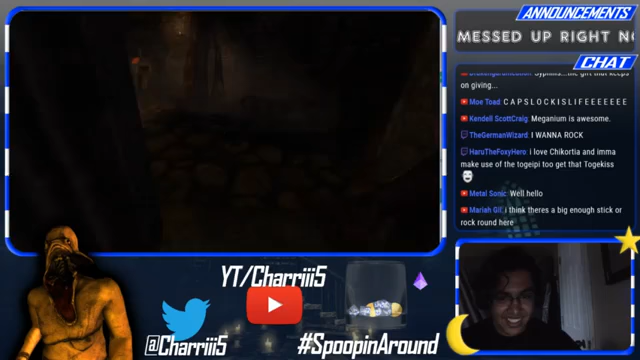 ANNOUNCEMENTS
MESSED UP RIGHT
CHAT
on giving...
Moe Toad: C A P S L O C K I S L I F E E E E E E E
Kendell ScottCraig: Meganium is awesome.
TheGermanWizard: I WANNA ROCK
HaruTheFoxyHero: i love Chikortia and imma
make use of the togeipi too get that Togekiss
Metal Sonic: Well hello
Mariah Gil: i think theres a big enough stick or
rock round here
YT/Charriii5
@Charriii5
#SpoopinAround